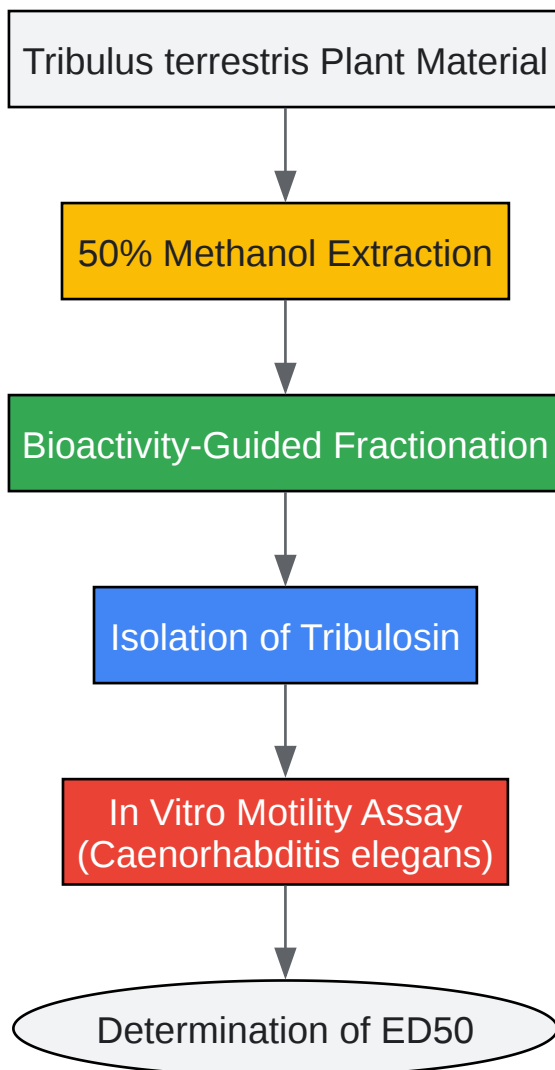 Tribulus terrestris Plant Material
50% Methanol Extraction
Bioactivity-Guided Fractionation
Isolation of Tribulosin
In Vitro Motility Assay
(Caenorhabditis elegans)
Determination of ED50